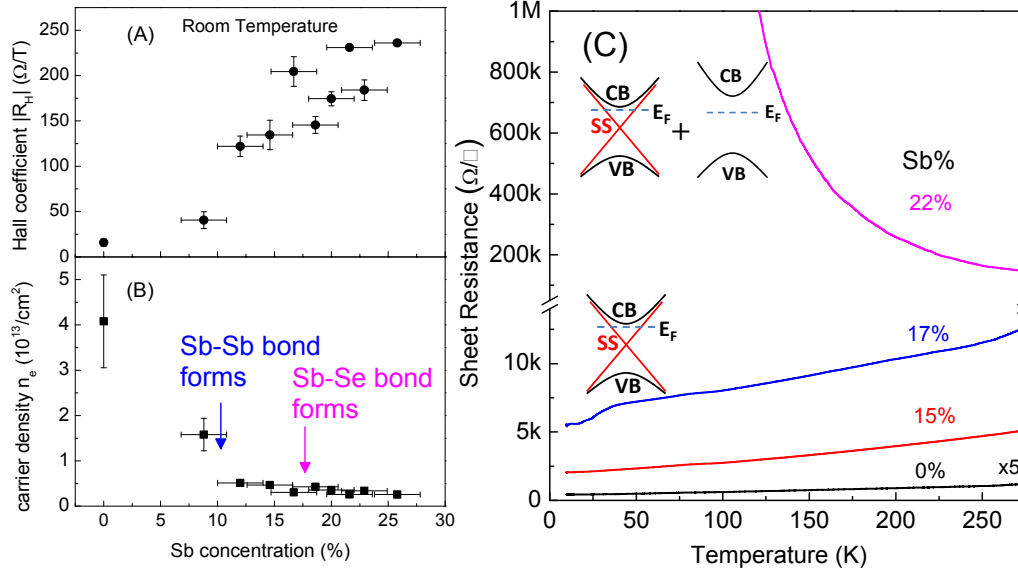 (A)
Room Temperature
Hall coefficient |R_H| (Ω/T)
250
200
150
100
50
0
(B)
carrier density n_e (10^13/cm^2)
5
4
3
2
1
0
Sb-Sb bond
forms
Sb-Se bond
forms
0
5
10
15
20
25
30
Sb concentration (%)
(C)
Sheet Resistance (Ω/□)
1M
800k
600k
400k
200k
10k
5k
0
CB
SS
E_F
VB
+
CB
E_F
VB
Sb%
22%
CB
SS
E_F
VB
17%
15%
0%
x5
0
50
100
150
200
250
Temperature (K)